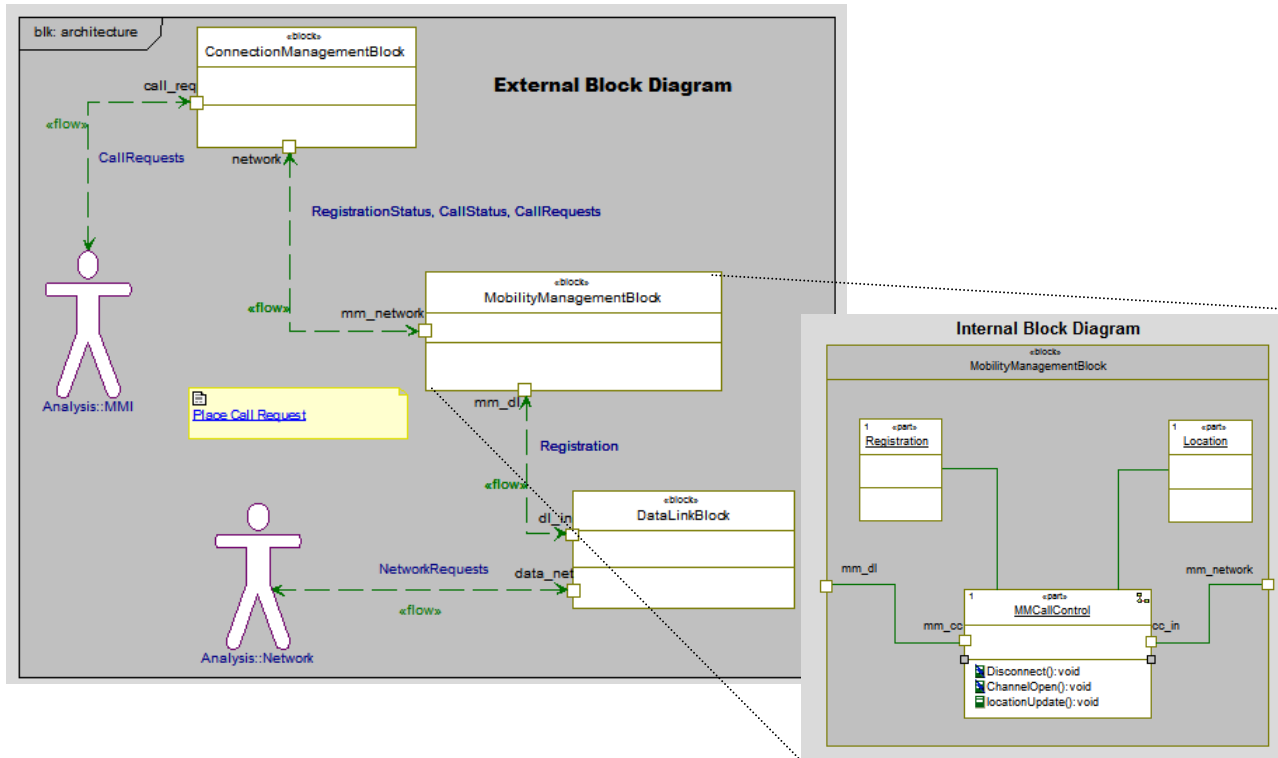 blk: architecture
«block»
ConnectionManagementBlock
External Block Diagram
call_req
«flow»
CallRequests
network
RegistrationStatus, CallStatus, CallRequests
«block»
MobilityManagementBlock
«flow»
mm_network
Analysis::MMI
Place Call Request
mm_dl
Registration
«flow»
«block»
DataLinkBlock
dl_in
NetworkRequests
data_net
«flow»
Analysis::Network
Internal Block Diagram
«block»
MobilityManagementBlock
1 «part»
Registration
1 «part»
Location
mm_dl
mm_network
1 «part»
MMCallControl
mm_cc
cc_in
Disconnect():void
ChannelOpen():void
locationUpdate():void